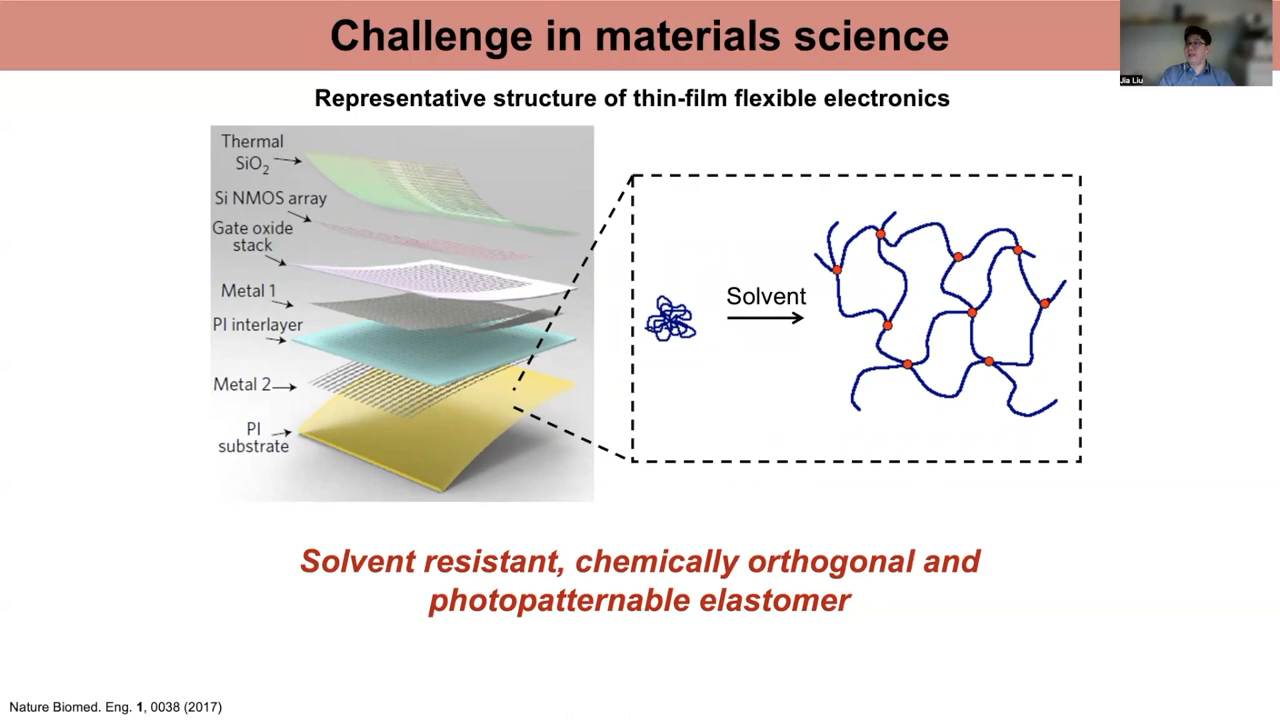 Challenge in materials science
Jia Liu
Representative structure of thin-film flexible electronics
Thermal
SiO₂
Si NMOS array
Gate oxide
stack
Metal 1
PI interlayer
Metal 2
PI
substrate
Solvent
Solvent resistant, chemically orthogonal and
photopatternable elastomer
Nature Biomed. Eng. 1, 0038 (2017)